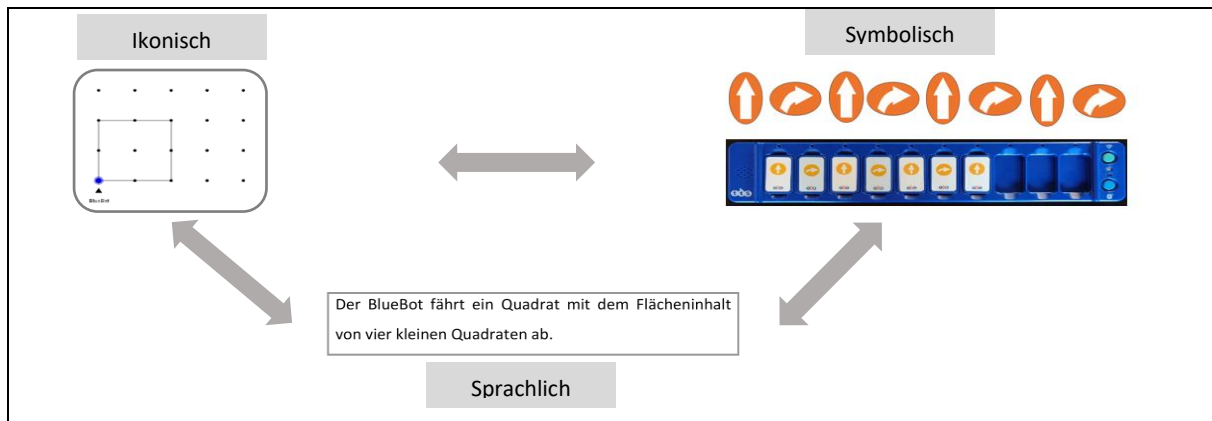 Ikonisch
Symbolisch
BlueBot
Der BlueBot fährt ein Quadrat mit dem Flächeninhalt
von vier kleinen Quadraten ab.
Sprachlich